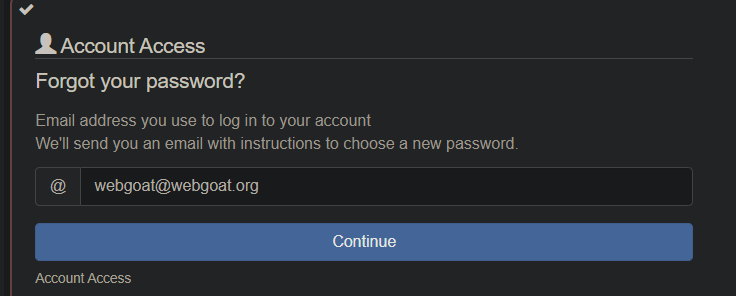 Account Access
Forgot your password?
Email address you use to log in to your account
We'll send you an email with instructions to choose a new password.
@ webgoat@webgoat.org
Continue
Account Access